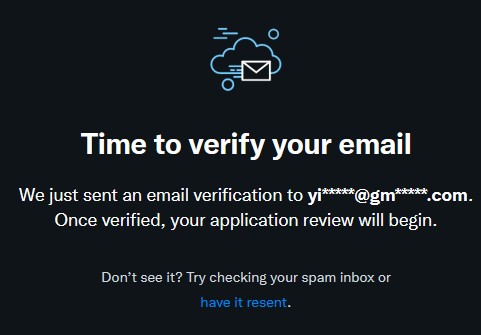 Time to verify your email
We just sent an email verification to yi*****@gm*****.com.
Once verified, your application review will begin.
Don’t see it? Try checking your spam inbox or
have it resent.